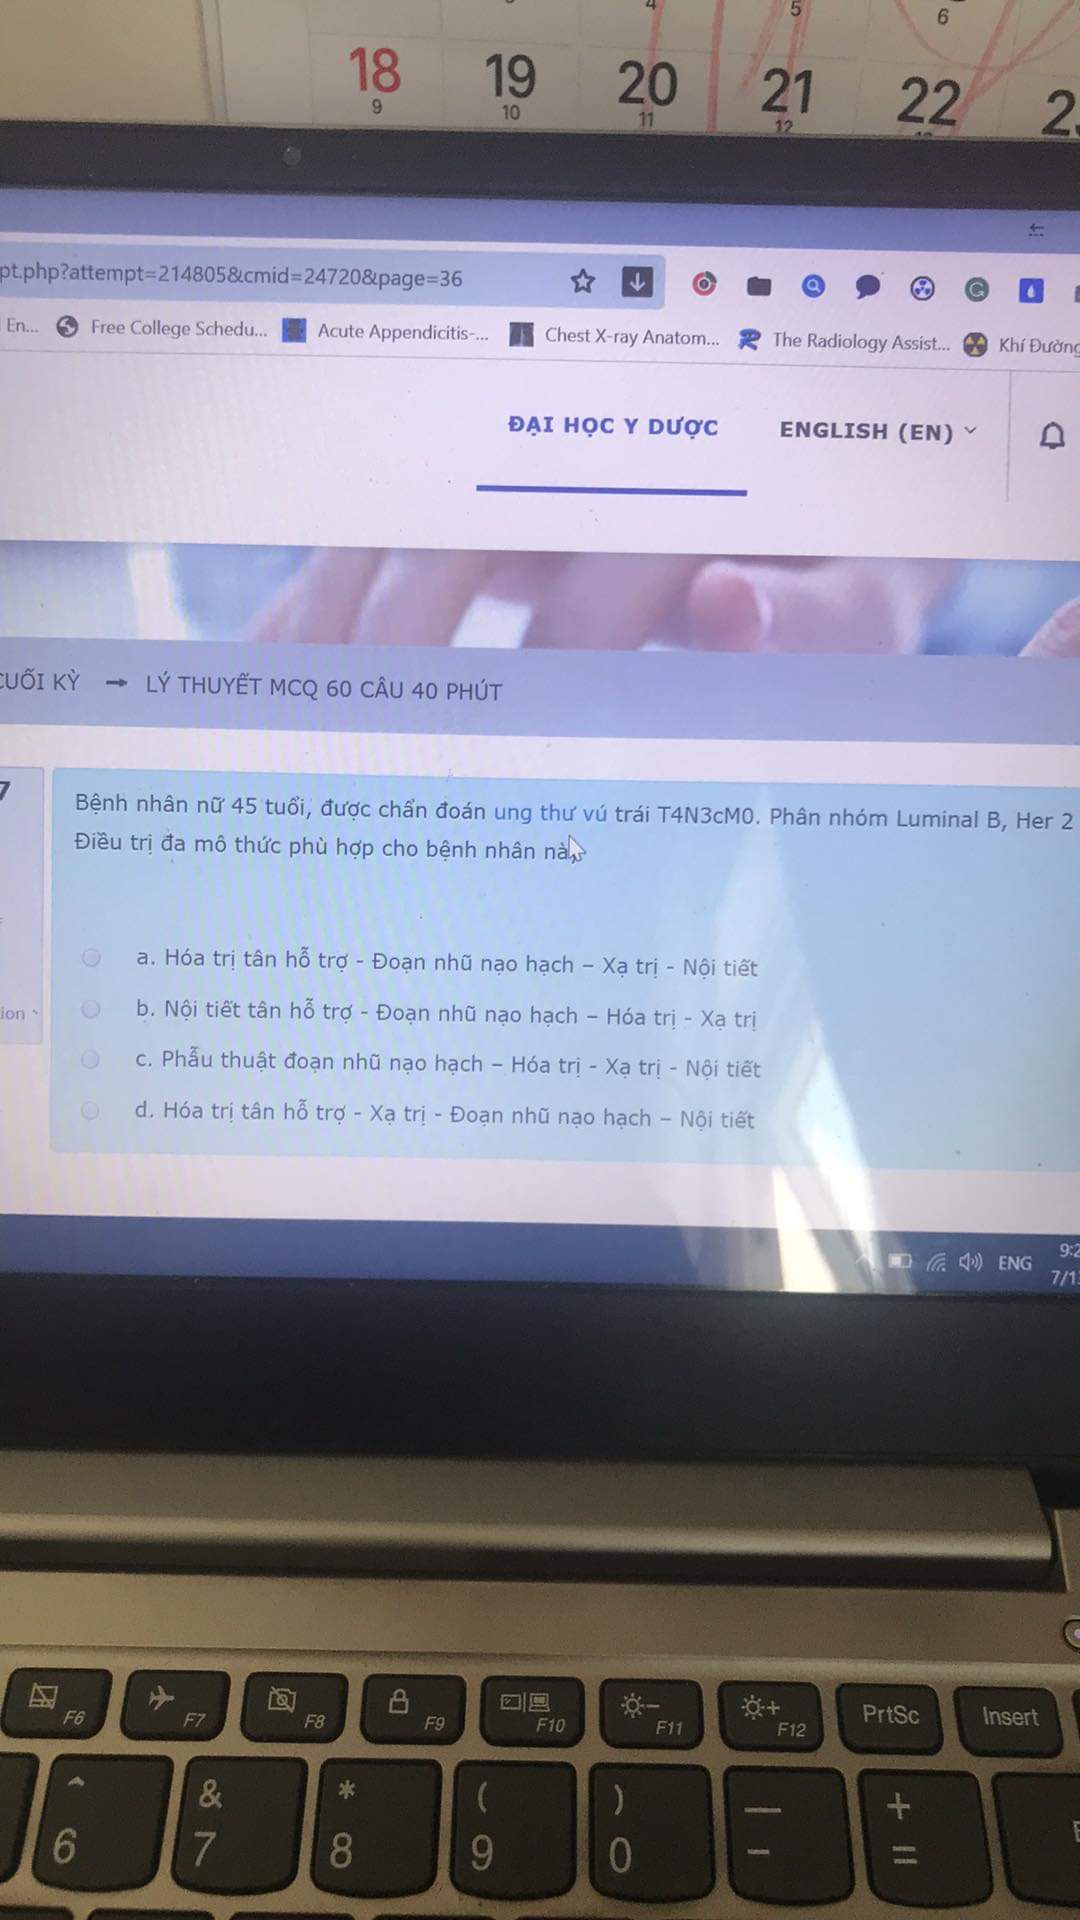 4 5 6
18 19 20 21 22
9 10 11 12
pt.php?attempt=214805&cmid=24720&page=36
En... Free College Schedu... Acute Appendicitis-... Chest X-ray Anatom... The Radiology Assist... Khí Đường
ĐẠI HỌC Y DƯỢC ENGLISH (EN)
CUỐI KỲ → LÝ THUYẾT MCQ 60 CÂU 40 PHÚT
7
Bệnh nhân nữ 45 tuổi, được chẩn đoán ung thư vú trái T4N3cM0. Phân nhóm Luminal B, Her 2
Điều trị đa mô thức phù hợp cho bệnh nhân
a. Hóa trị tân hỗ trợ - Đoạn nhũ nạo hạch – Xạ trị - Nội tiết
ion
b. Nội tiết tân hỗ trợ - Đoạn nhũ nạo hạch – Hóa trị - Xạ trị
c. Phẫu thuật đoạn nhũ nạo hạch – Hóa trị - Xạ trị - Nội tiết
d. Hóa trị tân hỗ trợ - Xạ trị - Đoạn nhũ nạo hạch – Nội tiết
ENG
9:2
7/1
F6 F7 F8 F9 F10 F11 F12 PrtSc Insert
^ & * ( ) — +
6 7 8 9 0 - =